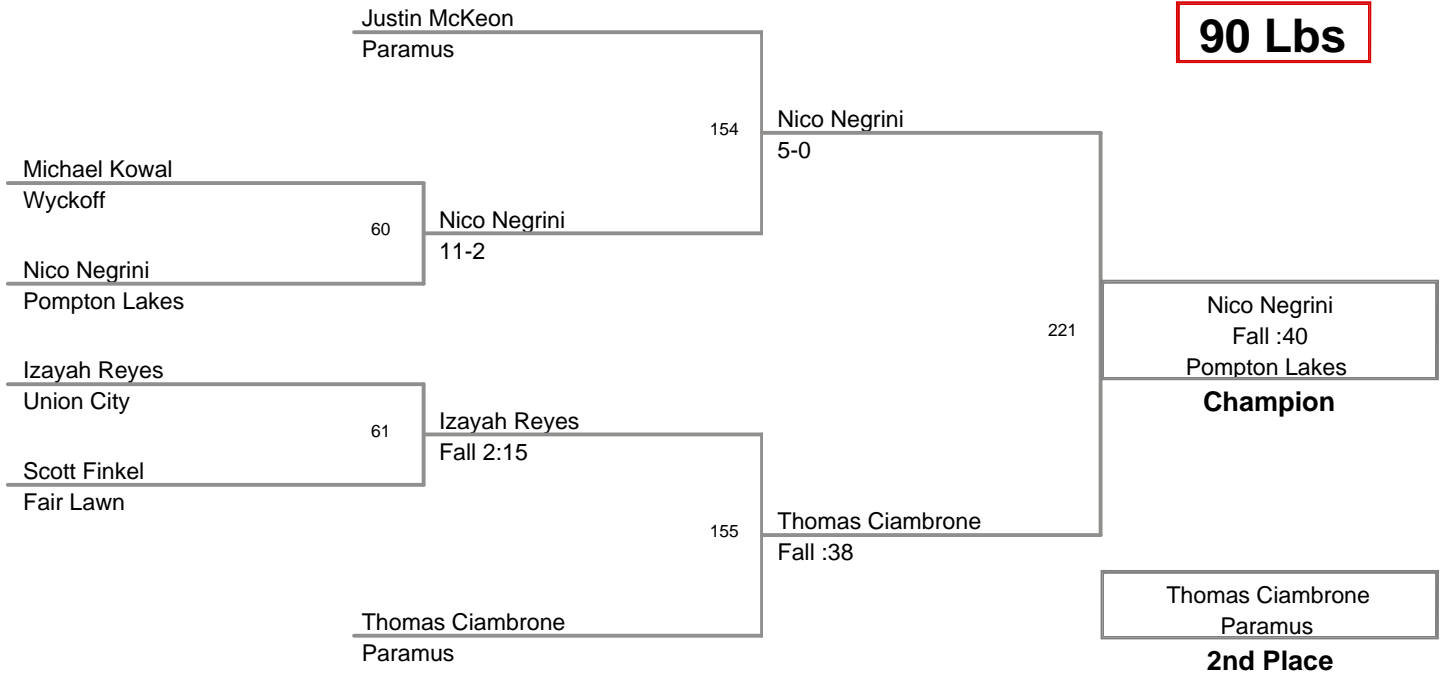 Justin McKeon
Paramus
90 Lbs
154
Nico Negrini
5-0
Michael Kowal
Wyckoff
60
Nico Negrini
11-2
Nico Negrini
Pompton Lakes
221
Nico Negrini
Fall :40
Pompton Lakes
Champion
Izayah Reyes
Union City
61
Izayah Reyes
Fall 2:15
Scott Finkel
Fair Lawn
155
Thomas Ciambrone
Fall :38
Thomas Ciambrone
Paramus
Thomas Ciambrone
Paramus
2nd Place